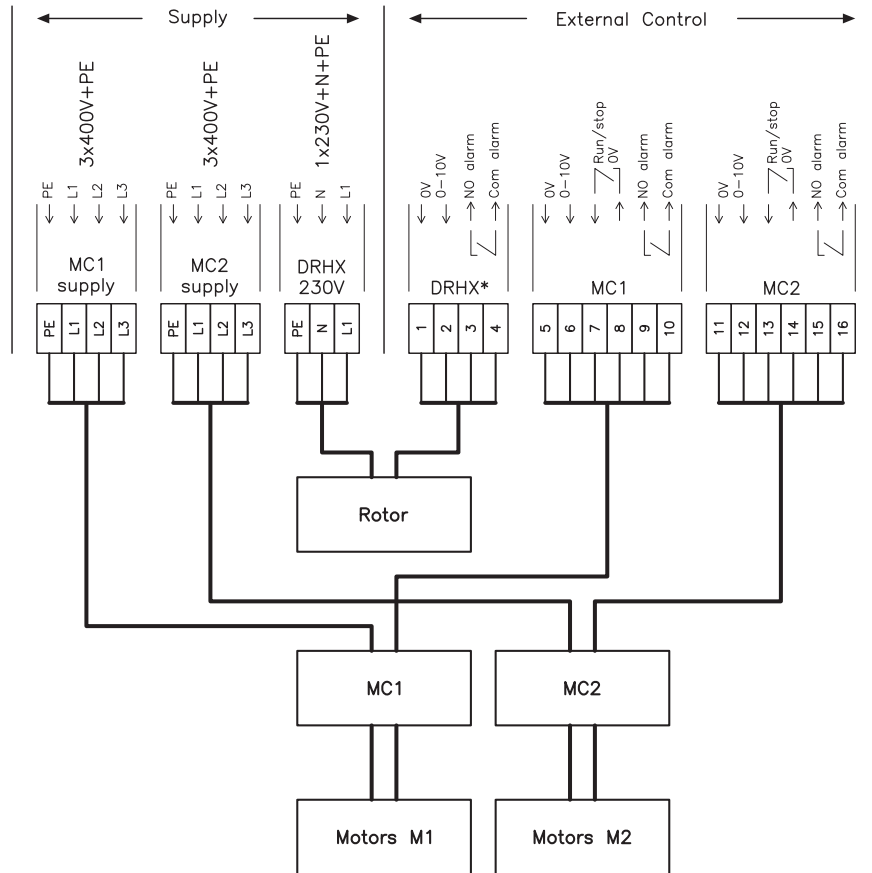 Supply
External Control
3x400V+PE
3x400V+PE
1x230V+N+PE
PE
L1
L2
L3
PE
L1
L2
L3
PE
N
L1
0V
0-10V
NO alarm
Com alarm
0V
0-10V
Run/stop
0V
NO alarm
Com alarm
0V
0-10V
Run/stop
0V
NO alarm
Com alarm
MC1
supply
MC2
supply
DRHX
230V
DRHX*
MC1
MC2
PE
L1
L2
L3
PE
L1
L2
L3
PE
N
L1
1
2
3
4
5
6
7
8
9
10
11
12
13
14
15
16
Rotor
MC1
MC2
Motors M1
Motors M2